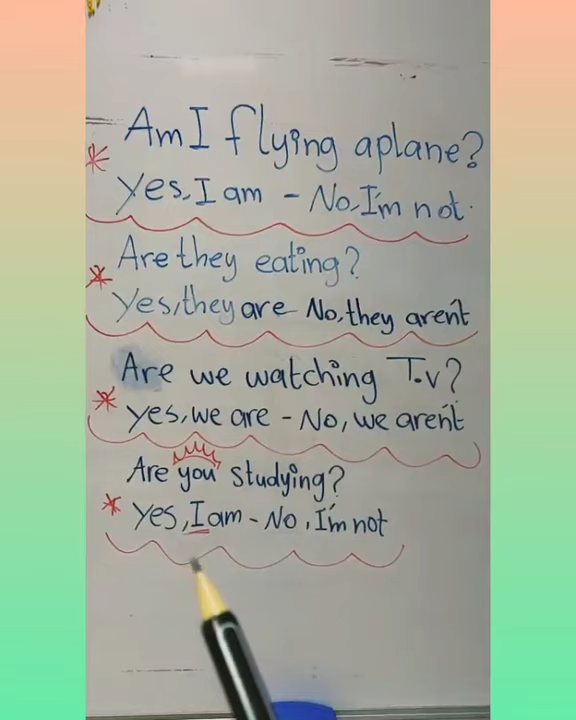 Am I flying aplane?
Yes, I am - No, I'm not.
Are they eating?
Yes, they are - No, they aren't
Are we watching T.v?
yes, we are - No, we aren't
Are you studying?
Yes, I am - No, I'm not